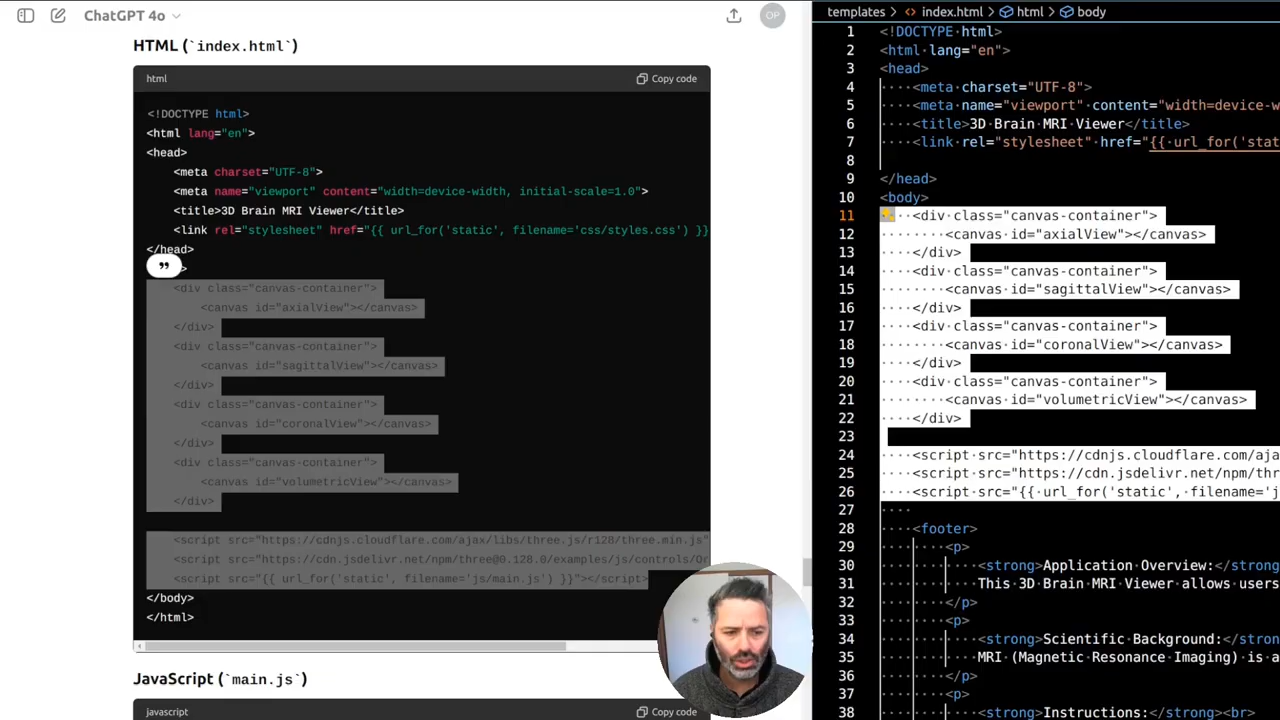 ChatGPT 4o
OP
HTML (`index.html`)
html
Copy code
<!DOCTYPE html>
<html lang="en">
<head>
<meta charset="UTF-8">
<meta name="viewport" content="width=device-width, initial-scale=1.0">
<title>3D Brain MRI Viewer</title>
<link rel="stylesheet" href="{{ url_for('static', filename='css/styles.css') }}
</head>
>
<div class="canvas-container">
<canvas id="axialView"></canvas>
</div>
<div class="canvas-container">
<canvas id="sagittalView"></canvas>
</div>
<div class="canvas-container">
<canvas id="coronalView"></canvas>
</div>
<div class="canvas-container">
<canvas id="volumetricView"></canvas>
</div>
<script src="https://cdnjs.cloudflare.com/ajax/libs/three.js/r128/three.min.js"
<script src="https://cdn.jsdelivr.net/npm/three@0.128.0/examples/js/controls/Or
<script src="{{ url_for('static', filename='js/main.js') }}"></script>
</body>
</html>
JavaScript (`main.js`)
javascript
Copy code
templates > <> index.html > html > body
1 <!DOCTYPE html>
2 <html lang="en">
3 <head>
4 <meta charset="UTF-8">
5 <meta name="viewport" content="width=device-w
6 <title>3D Brain MRI Viewer</title>
7 <link rel="stylesheet" href="{{ url_for('stat
8
9 </head>
10 <body>
11 <div class="canvas-container">
12 <canvas id="axialView"></canvas>
13 </div>
14 <div class="canvas-container">
15 <canvas id="sagittalView"></canvas>
16 </div>
17 <div class="canvas-container">
18 <canvas id="coronalView"></canvas>
19 </div>
20 <div class="canvas-container">
21 <canvas id="volumetricView"></canvas>
22 </div>
23
24 <script src="https://cdnjs.cloudflare.com/aja
25 <script src="https://cdn.jsdelivr.net/npm/thr
26 <script src="{{ url_for('static', filename='j
27
28 <footer>
29 <p>
30 <strong>Application Overview:</strong
31 This 3D Brain MRI Viewer allows users
32 </p>
33 <p>
34 <strong>Scientific Background:</stron
35 MRI (Magnetic Resonance Imaging) is a
36 </p>
37 <p>
38 <strong>Instructions:</strong><br>